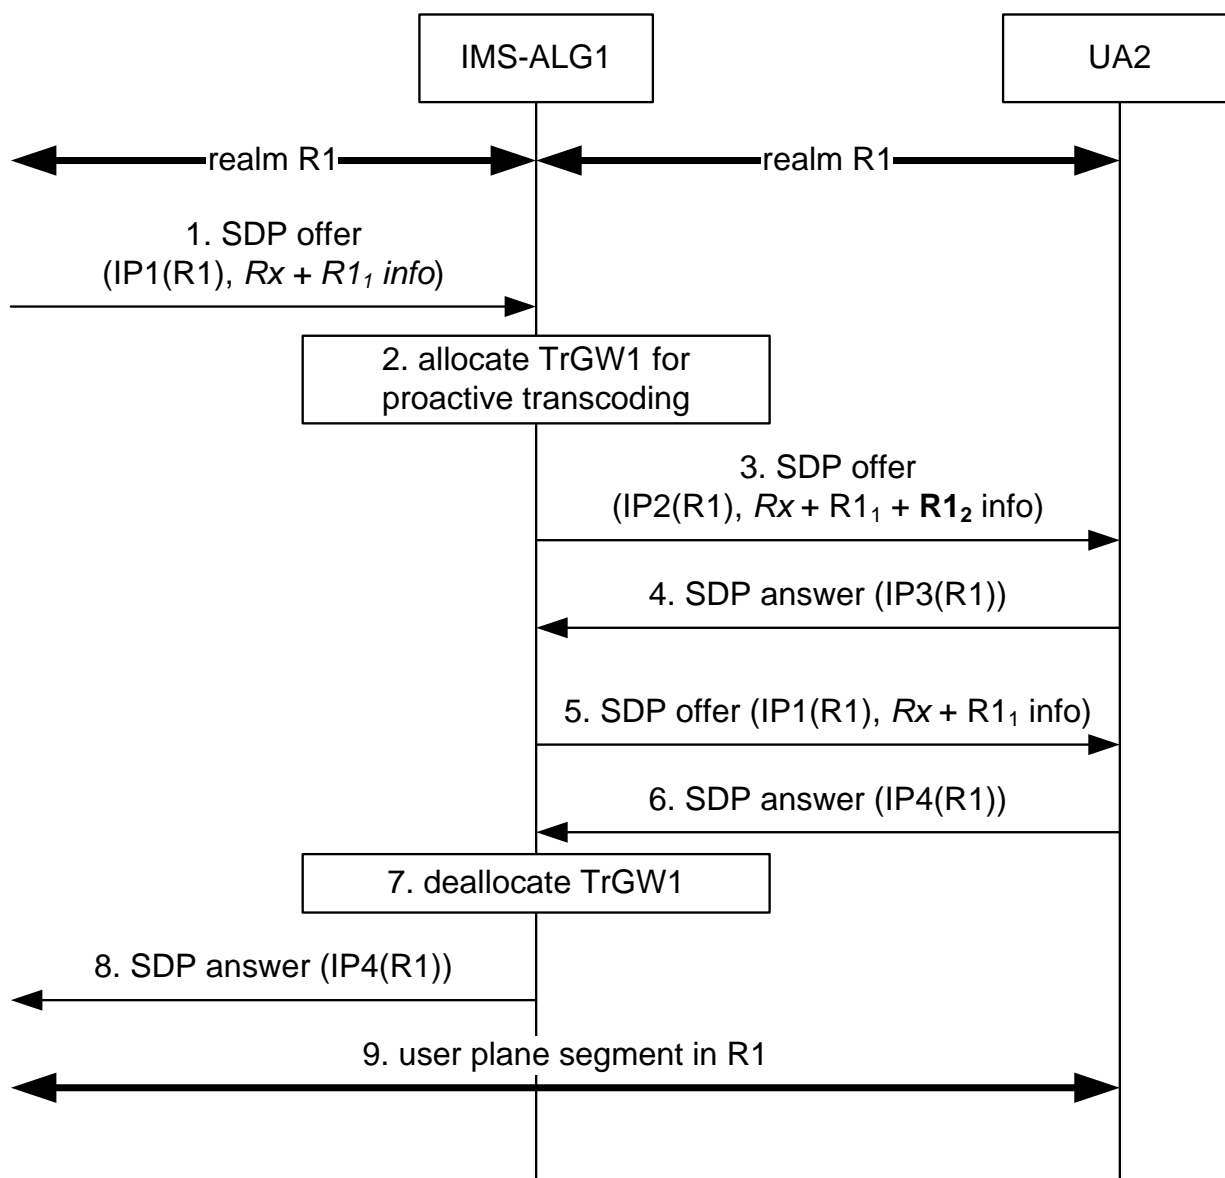 IMS-ALG1
UA2
realm R1
realm R1
1. SDP offer
(IP1(R1), Rx + R1₁ info)
2. allocate TrGW1 for
proactive transcoding
3. SDP offer
(IP2(R1), Rx + R1₁ + R1₂ info)
4. SDP answer (IP3(R1))
5. SDP offer (IP1(R1), Rx + R1₁ info)
6. SDP answer (IP4(R1))
7. deallocate TrGW1
8. SDP answer (IP4(R1))
9. user plane segment in R1